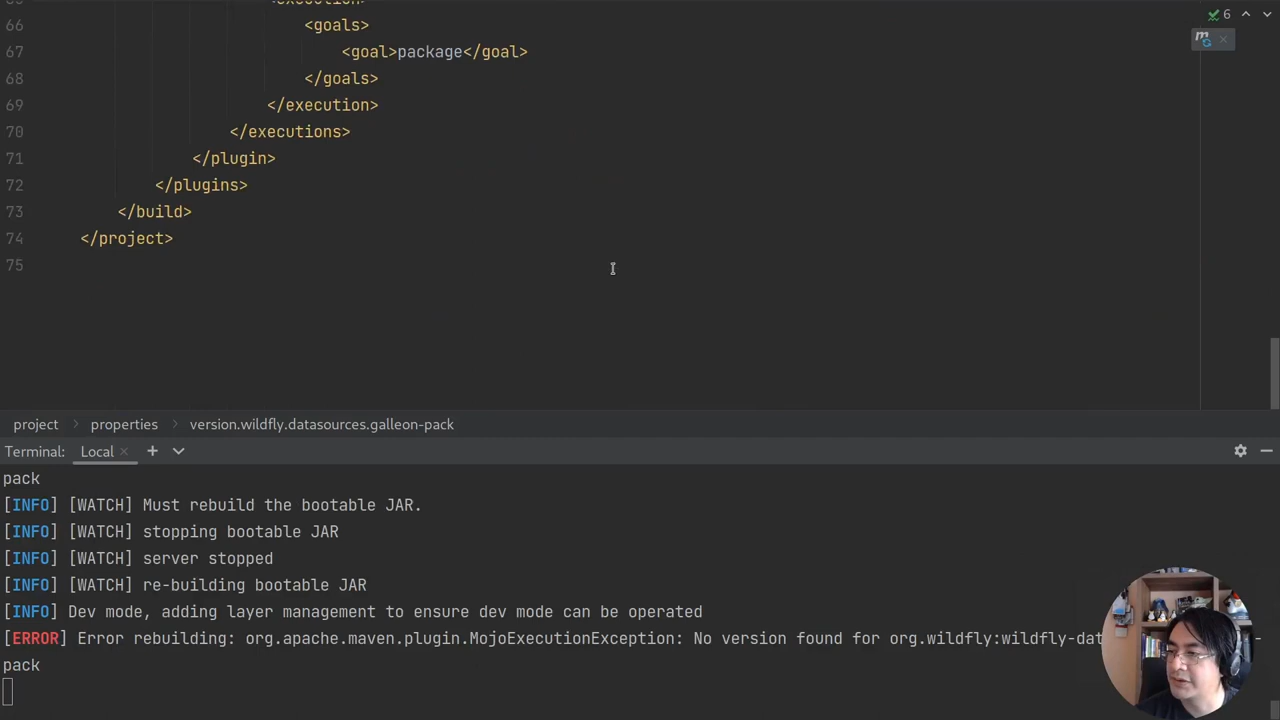 6
66 <goals>
67 <goal>package</goal>
68 </goals>
69 </execution>
70 </executions>
71 </plugin>
72 </plugins>
73 </build>
74 </project>
75
project > properties > version.wildfly.datasources.galleon-pack
Terminal: Local × +
pack
[INFO] [WATCH] Must rebuild the bootable JAR.
[INFO] [WATCH] stopping bootable JAR
[INFO] [WATCH] server stopped
[INFO] [WATCH] re-building bootable JAR
[INFO] Dev mode, adding layer management to ensure dev mode can be operated
[ERROR] Error rebuilding: org.apache.maven.plugin.MojoExecutionException: No version found for org.wildfly:wildfly-dat
pack